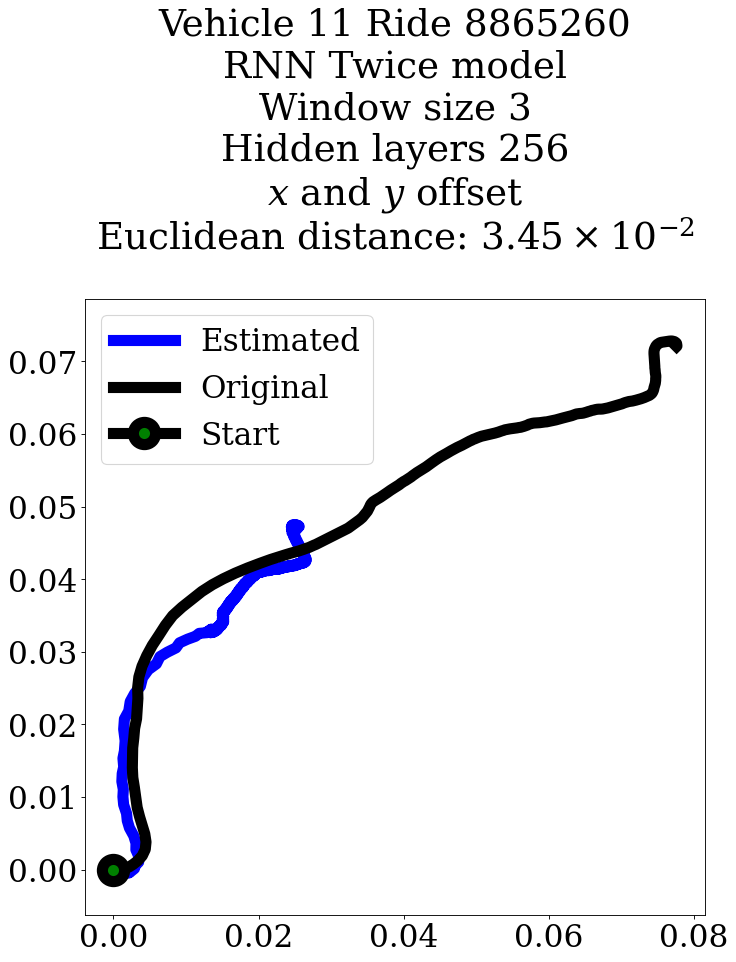 Vehicle 11 Ride 8865260
RNN Twice model
Window size 3
Hidden layers 256
x and y offset
Euclidean distance: 3.45 × 10⁻²
Estimated
Original
Start
0.07
0.06
0.05
0.04
0.03
0.02
0.01
0.00
0.00 0.02 0.04 0.06 0.08